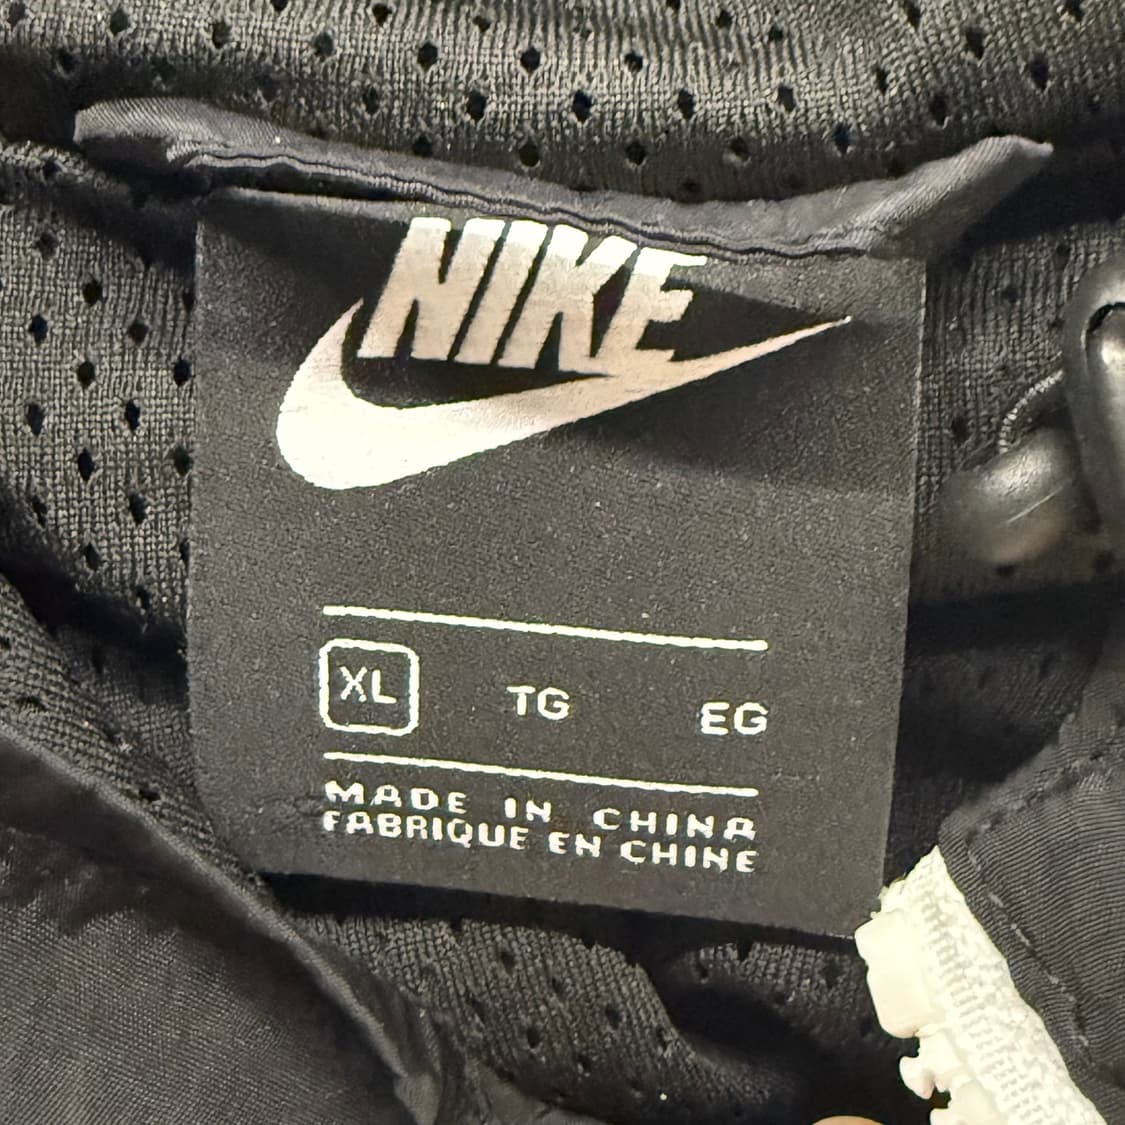 NIKE
XL TG EG
MADE IN CHINA
FABRIQUE EN CHINE